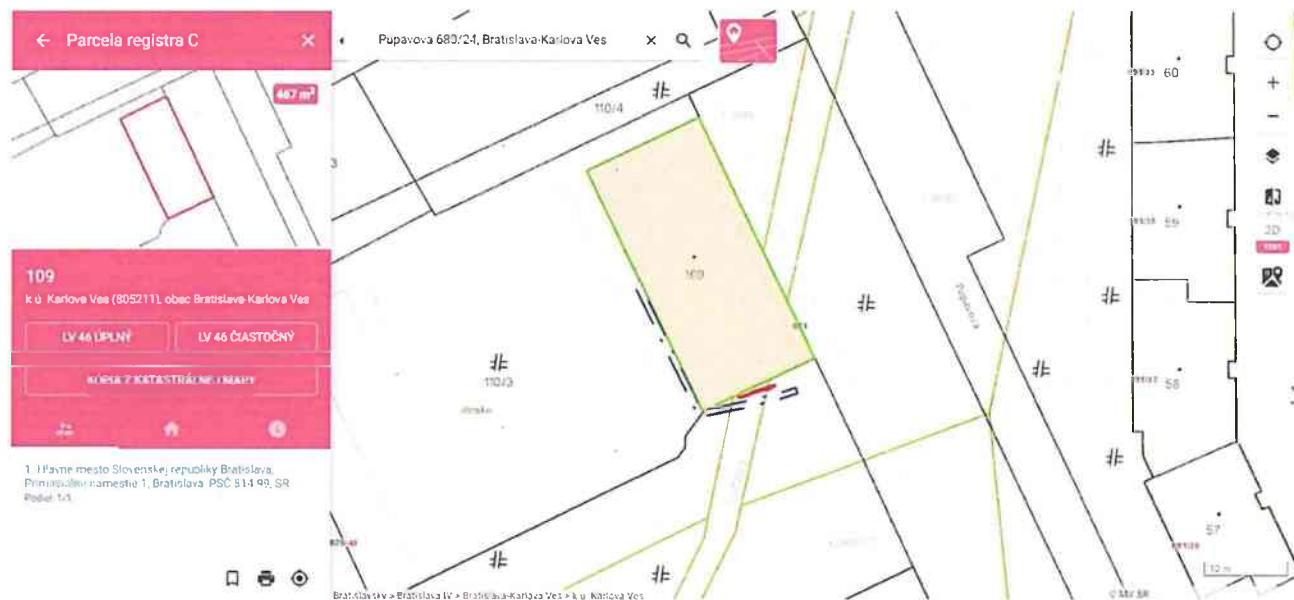 Parcela registra C
467 m²
109
k.ú. Karlova Ves (805211), obec Bratislava-Karlova Ves
LV 46 ÚPLNÝ
LV 46 ČIASTOČNÝ
KÓPIA Z KATASTRÁLNEJ MAPY
1. Hlavné mesto Slovenskej republiky Bratislava,
Primaciálne námestie 1, Bratislava, PSČ 814 99, SR
Podiel: 1/1
Pupavova 680/24, Bratislava-Karlova Ves
110/4
109
110/3
ihrisko
Pupavova
60
59
58
57
2D
10 m
Bratislavský > Bratislava IV > Bratislava-Karlova Ves > k.ú. Karlova Ves